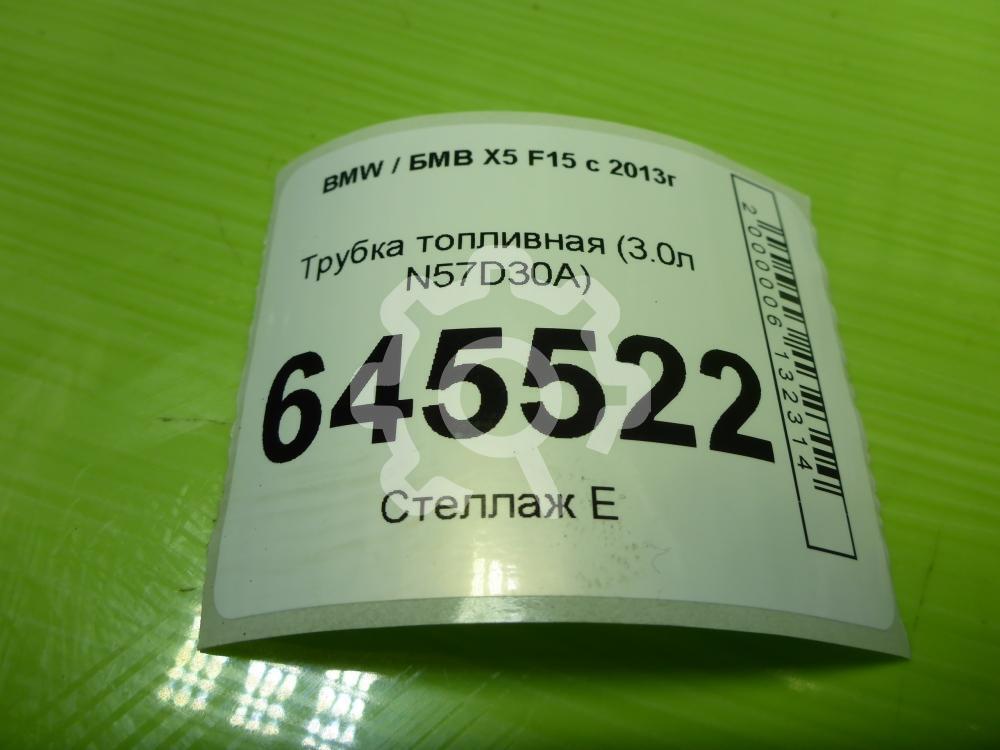 BMW / БМВ X5 F15 с 2013г
Трубка топливная (3.0л
N57D30A)
645522
Стеллаж Е
2000006132314